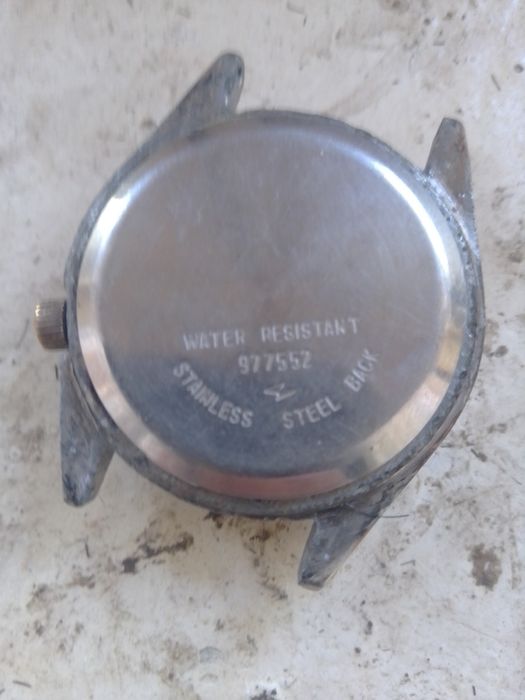 WATER RESISTANT
977552
STAINLESS STEEL BACK